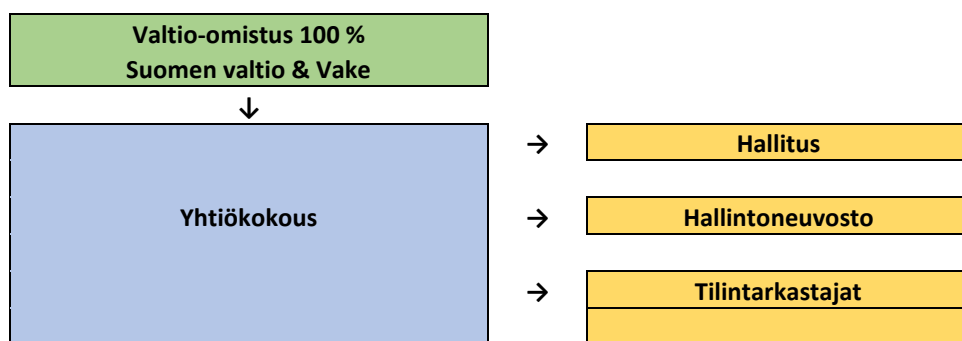 Valtio-omistus 100 %
Suomen valtio & Vake
↓
→ Hallitus
Yhtiökokous → Hallintoneuvosto
→ Tilintarkastajat